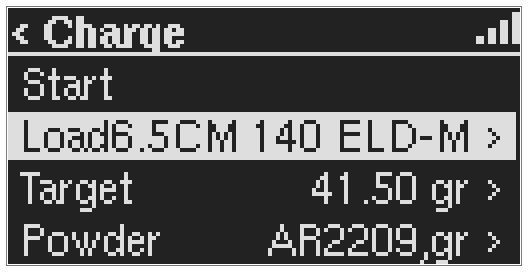 < Charge
Start
Load6.5CM 140 ELD-M >
Target 41.50 gr >
Powder AR2209,gr >